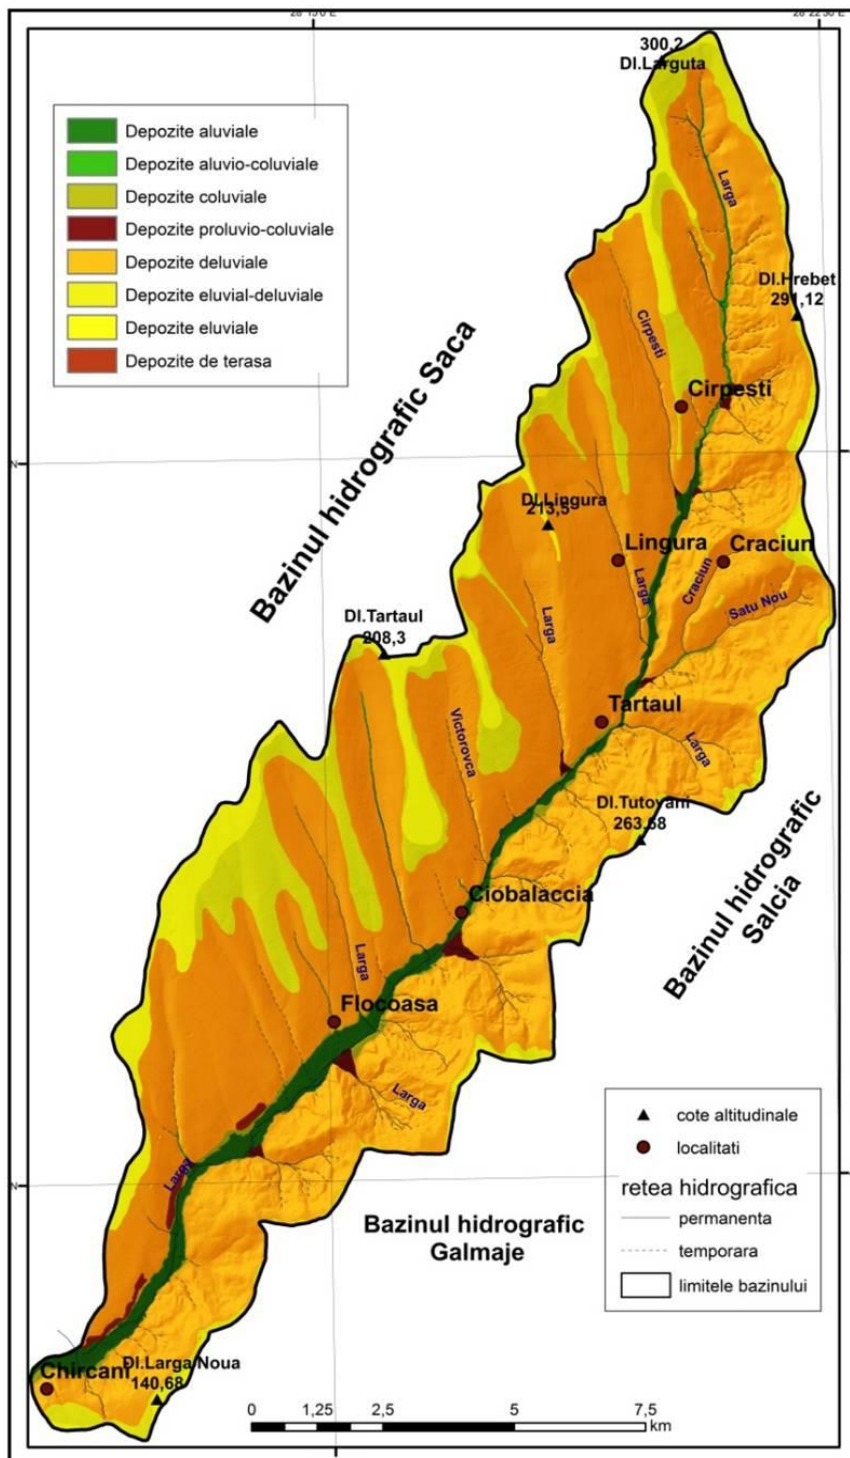 300,2
Dl.Larguta
Depozite aluviale
Depozite aluvio-coluviale
Depozite coluviale
Depozite proluvio-coluviale
Depozite deluviale
Depozite eluvial-deluviale
Depozite eluviale
Depozite de terasa
Larga
Dl.Hrebet
291,12
Cirpesti
Bazinul hidrografic Saca
Cirpesti
Dl.Lingura
213,5
Lingura
Craciun
Larga
Craciun
Satu Nou
Larga
Dl.Tartaul
208,3
Tartaul
Victorovca
Larga
Dl.Tutovani
263,68
Bazinul hidrografic
Salcia
Ciobalaccia
Larga
Flocoasa
Larga
Larga
Bazinul hidrografic
Galmaje
cote altitudinale
localitati
retea hidrografica
permanenta
temporara
limitele bazinului
Dl.Larga Noua
140,68
Chircani
0 1,25 2,5 5 7,5
km